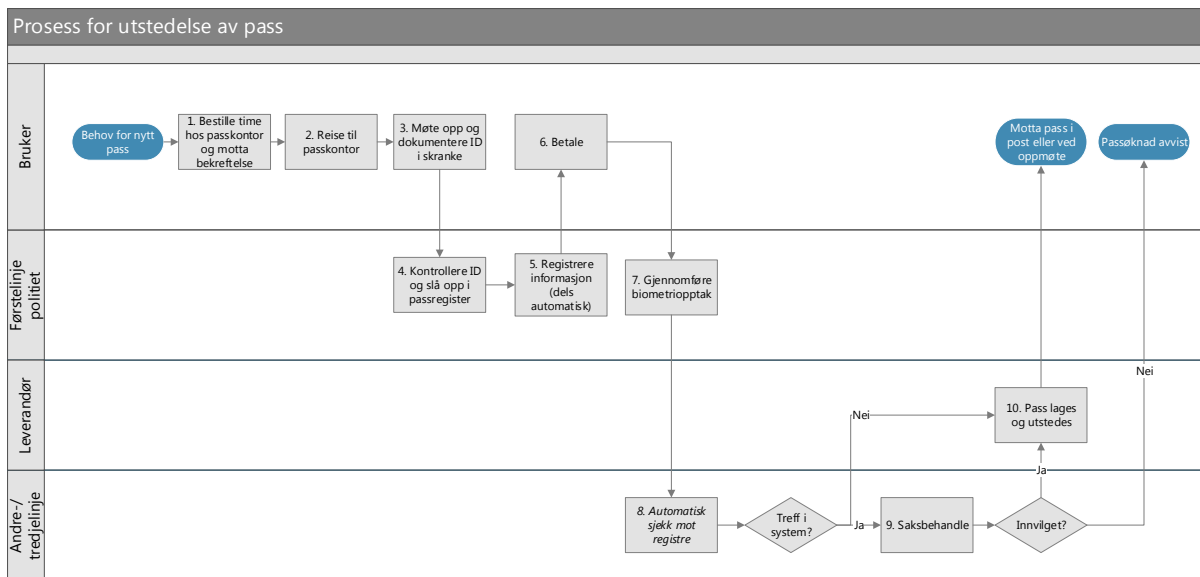 Prosess for utstedelse av pass
Bruker
Behov for nytt
pass
1. Bestille time
hos passkontor
og motta
bekreftelse
2. Reise til
passkontor
3. Møte opp og
dokumentere ID
i skranke
6. Betale
Motta pass i
post eller ved
oppmøte
Passøknad avvist
Førstelinje
politiet
4. Kontrollere ID
og slå opp i
passregister
5. Registrere
informasjon
(dels
automatisk)
7. Gjennomføre
biometriopptak
Leverandør
Nei
10. Pass lages
og utstedes
Nei
Andre-/
tredjelinje
8. Automatisk
sjekk mot
registre
Treff i
system?
Ja
9. Saksbehandle
Innvilget?
Ja